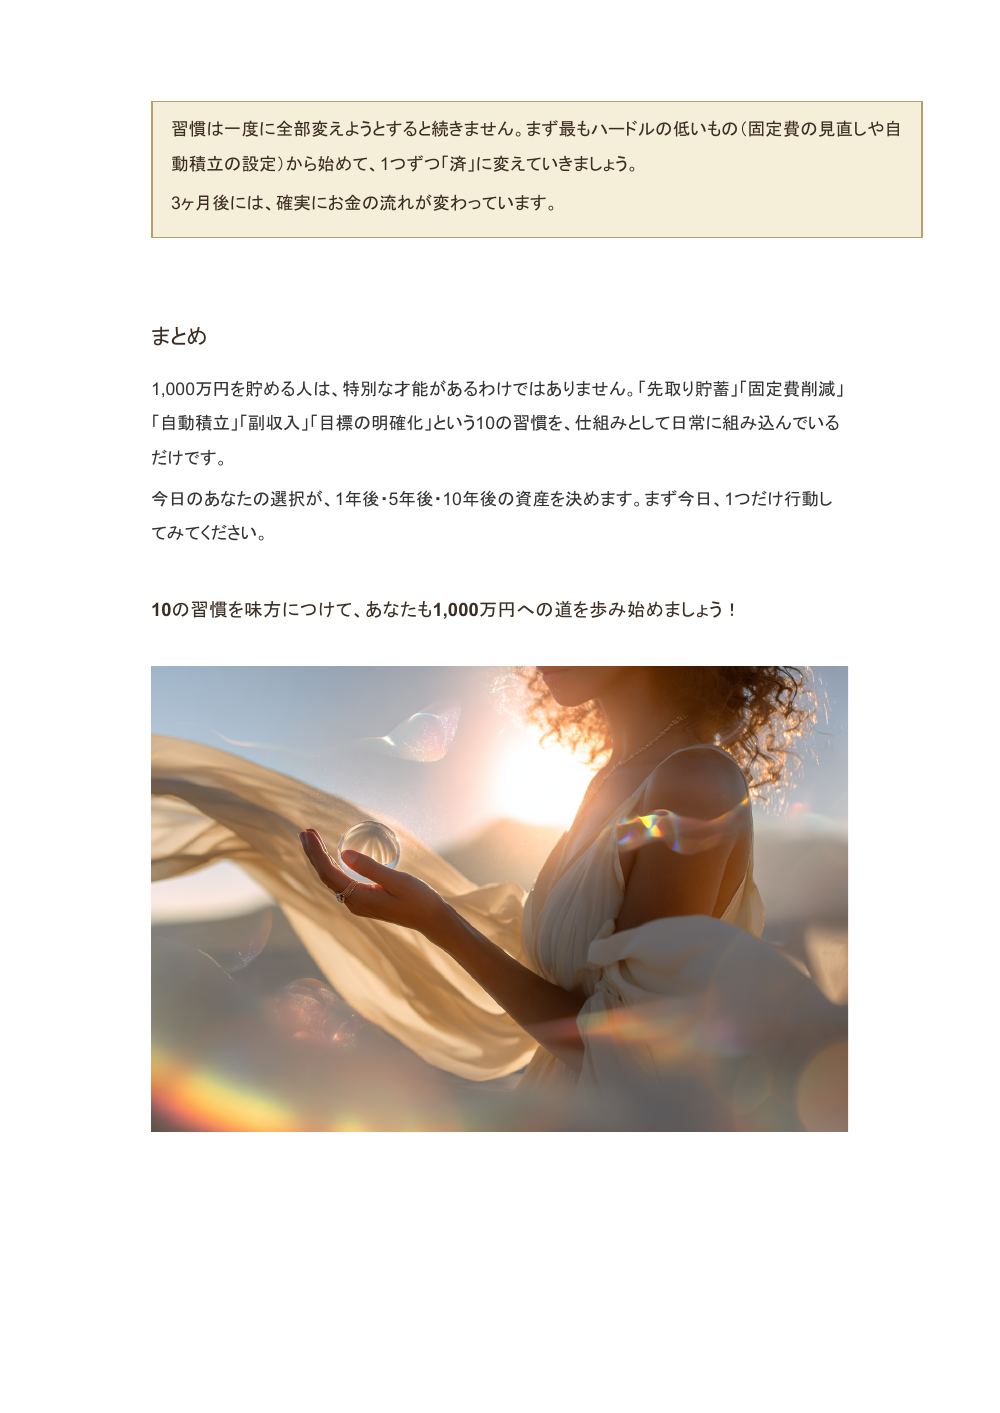 習慣は一度に全部変えようとすると続きません。まず最もハードルの低いもの（固定費の見直しや自
動積立の設定）から始めて、1つずつ「済」に変えていきましょう。
3ヶ月後には、確実にお金の流れが変わっています。
まとめ
1,000万円を貯める人は、特別な才能があるわけではありません。「先取り貯蓄」「固定費削減」
「自動積立」「副収入」「目標の明確化」という10の習慣を、仕組みとして日常に組み込んでいる
だけです。
今日のあなたの選択が、1年後・5年後・10年後の資産を決めます。まず今日、1つだけ行動し
てみてください。
10の習慣を味方につけて、あなたも1,000万円への道を歩み始めましょう！